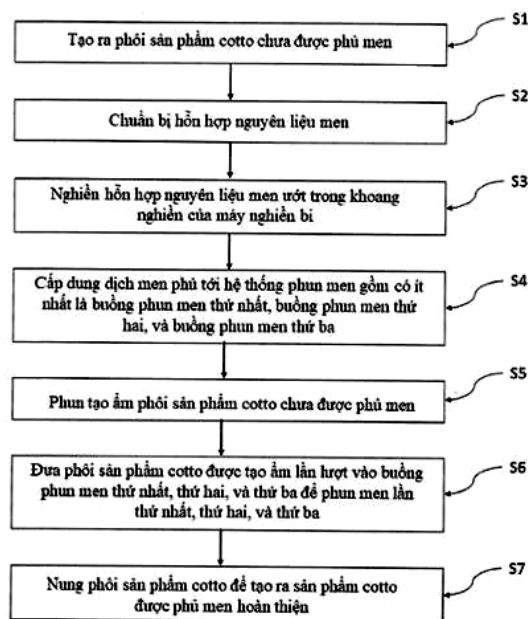 S1
Tạo ra phôi sản phẩm cotto chưa được phủ men
S2
Chuẩn bị hỗn hợp nguyên liệu men
S3
Nghiền hỗn hợp nguyên liệu men ướt trong khoang
nghiền của máy nghiền bi
S4
Cấp dung dịch men phủ tới hệ thống phun men gồm có ít
nhất là buồng phun men thứ nhất, buồng phun men thứ
hai, và buồng phun men thứ ba
S5
Phun tạo ẩm phôi sản phẩm cotto chưa được phủ men
S6
Đưa phôi sản phẩm cotto được tạo ẩm lần lượt vào buồng
phun men thứ nhất, thứ hai, và thứ ba để phun men lần
thứ nhất, thứ hai, và thứ ba
S7
Nung phôi sản phẩm cotto để tạo ra sản phẩm cotto
được phủ men hoàn thiện